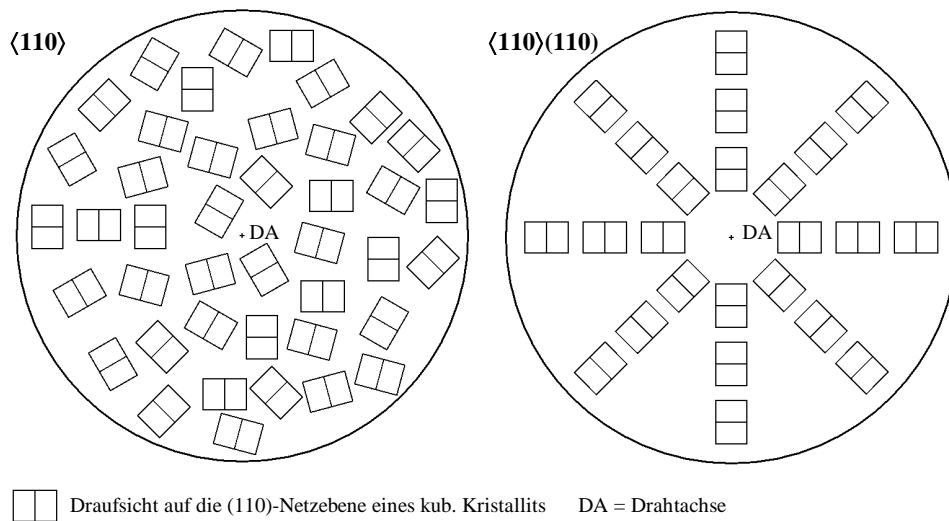 ⟨110⟩
⟨110⟩(110)
DA
DA
Draufsicht auf die (110)-Netzebene eines kub. Kristallits DA = Drahtachse